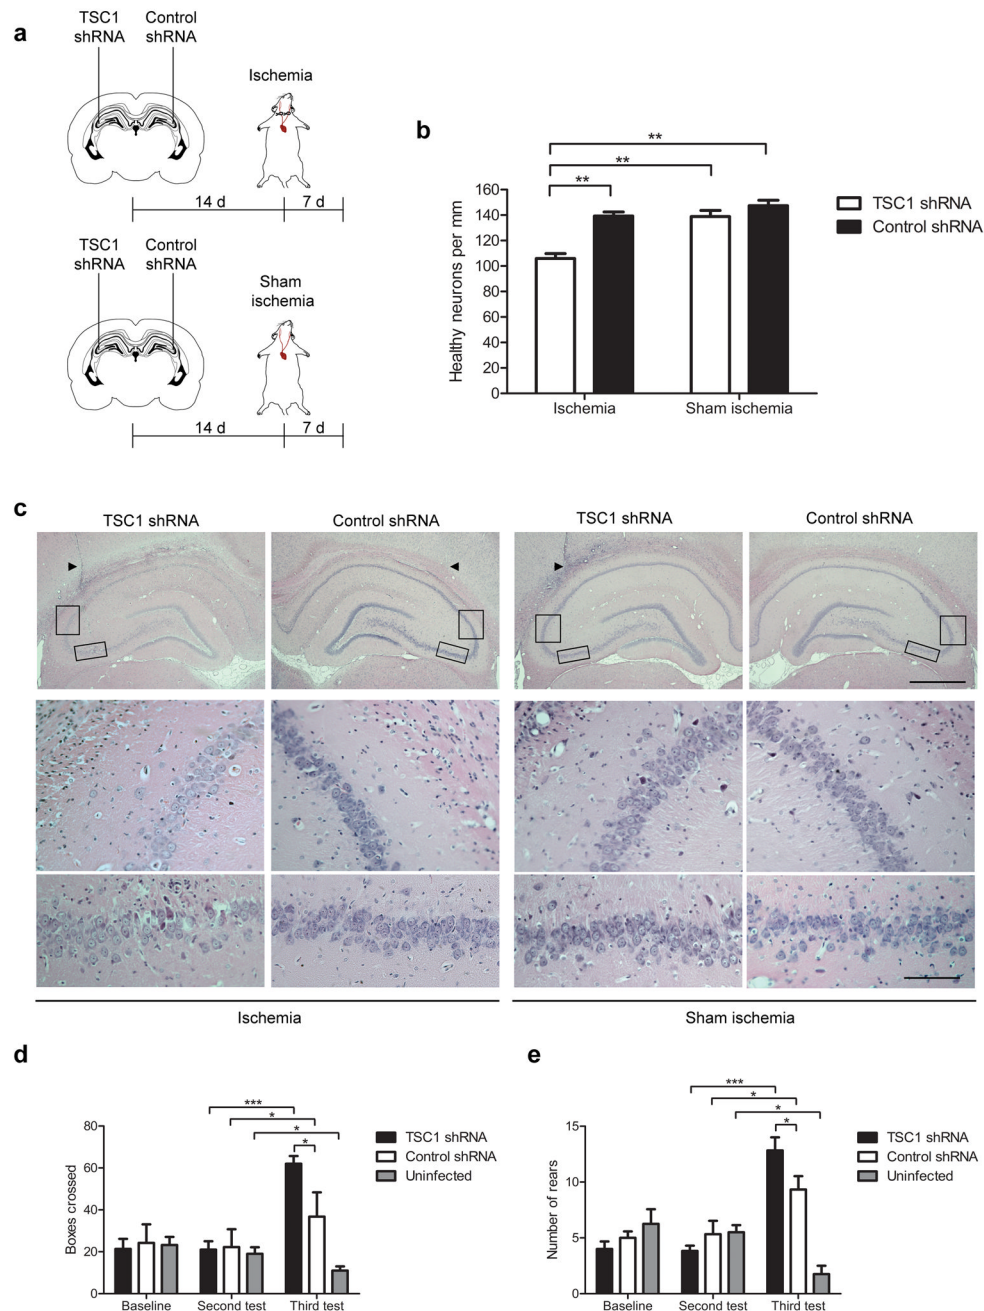 a
TSC1 shRNA
Control shRNA
Ischemia
14 d
7 d
TSC1 shRNA
Control shRNA
Sham ischemia
14 d
7 d
b
**
**
**
160
140
120
100
80
60
40
20
0
Healthy neurons per mm
Ischemia
Sham ischemia
TSC1 shRNA
Control shRNA
c
TSC1 shRNA
Control shRNA
TSC1 shRNA
Control shRNA
Ischemia
Sham ischemia
d
***
*
*
*
80
60
40
20
0
Boxes crossed
Baseline
Second test
Third test
TSC1 shRNA
Control shRNA
Uninfected
e
***
*
*
*
15
10
5
0
Number of rears
Baseline
Second test
Third test
TSC1 shRNA
Control shRNA
Uninfected